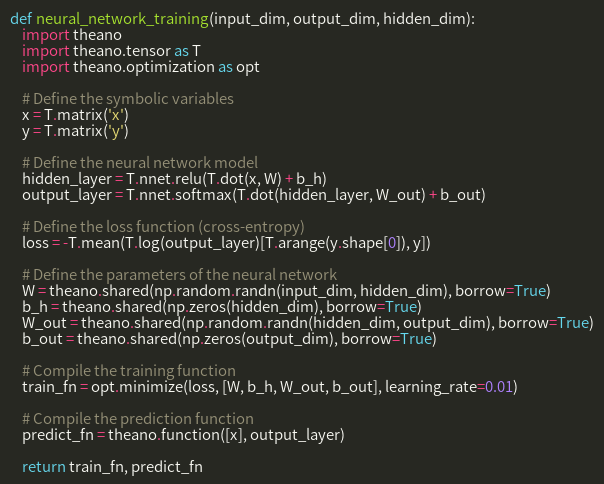 def neural_network_training(input_dim, output_dim, hidden_dim):
import theano
import theano.tensor as T
import theano.optimization as opt
# Define the symbolic variables
x = T.matrix('x')
y = T.matrix('y')
# Define the neural network model
hidden_layer = T.nnet.relu(T.dot(x, W) + b_h)
output_layer = T.nnet.softmax(T.dot(hidden_layer, W_out) + b_out)
# Define the loss function (cross-entropy)
loss = -T.mean(T.log(output_layer)[T.arange(y.shape[0]), y])
# Define the parameters of the neural network
W = theano.shared(np.random.randn(input_dim, hidden_dim), borrow=True)
b_h = theano.shared(np.zeros(hidden_dim), borrow=True)
W_out = theano.shared(np.random.randn(hidden_dim, output_dim), borrow=True)
b_out = theano.shared(np.zeros(output_dim), borrow=True)
# Compile the training function
train_fn = opt.minimize(loss, [W, b_h, W_out, b_out], learning_rate=0.01)
# Compile the prediction function
predict_fn = theano.function([x], output_layer)
return train_fn, predict_fn